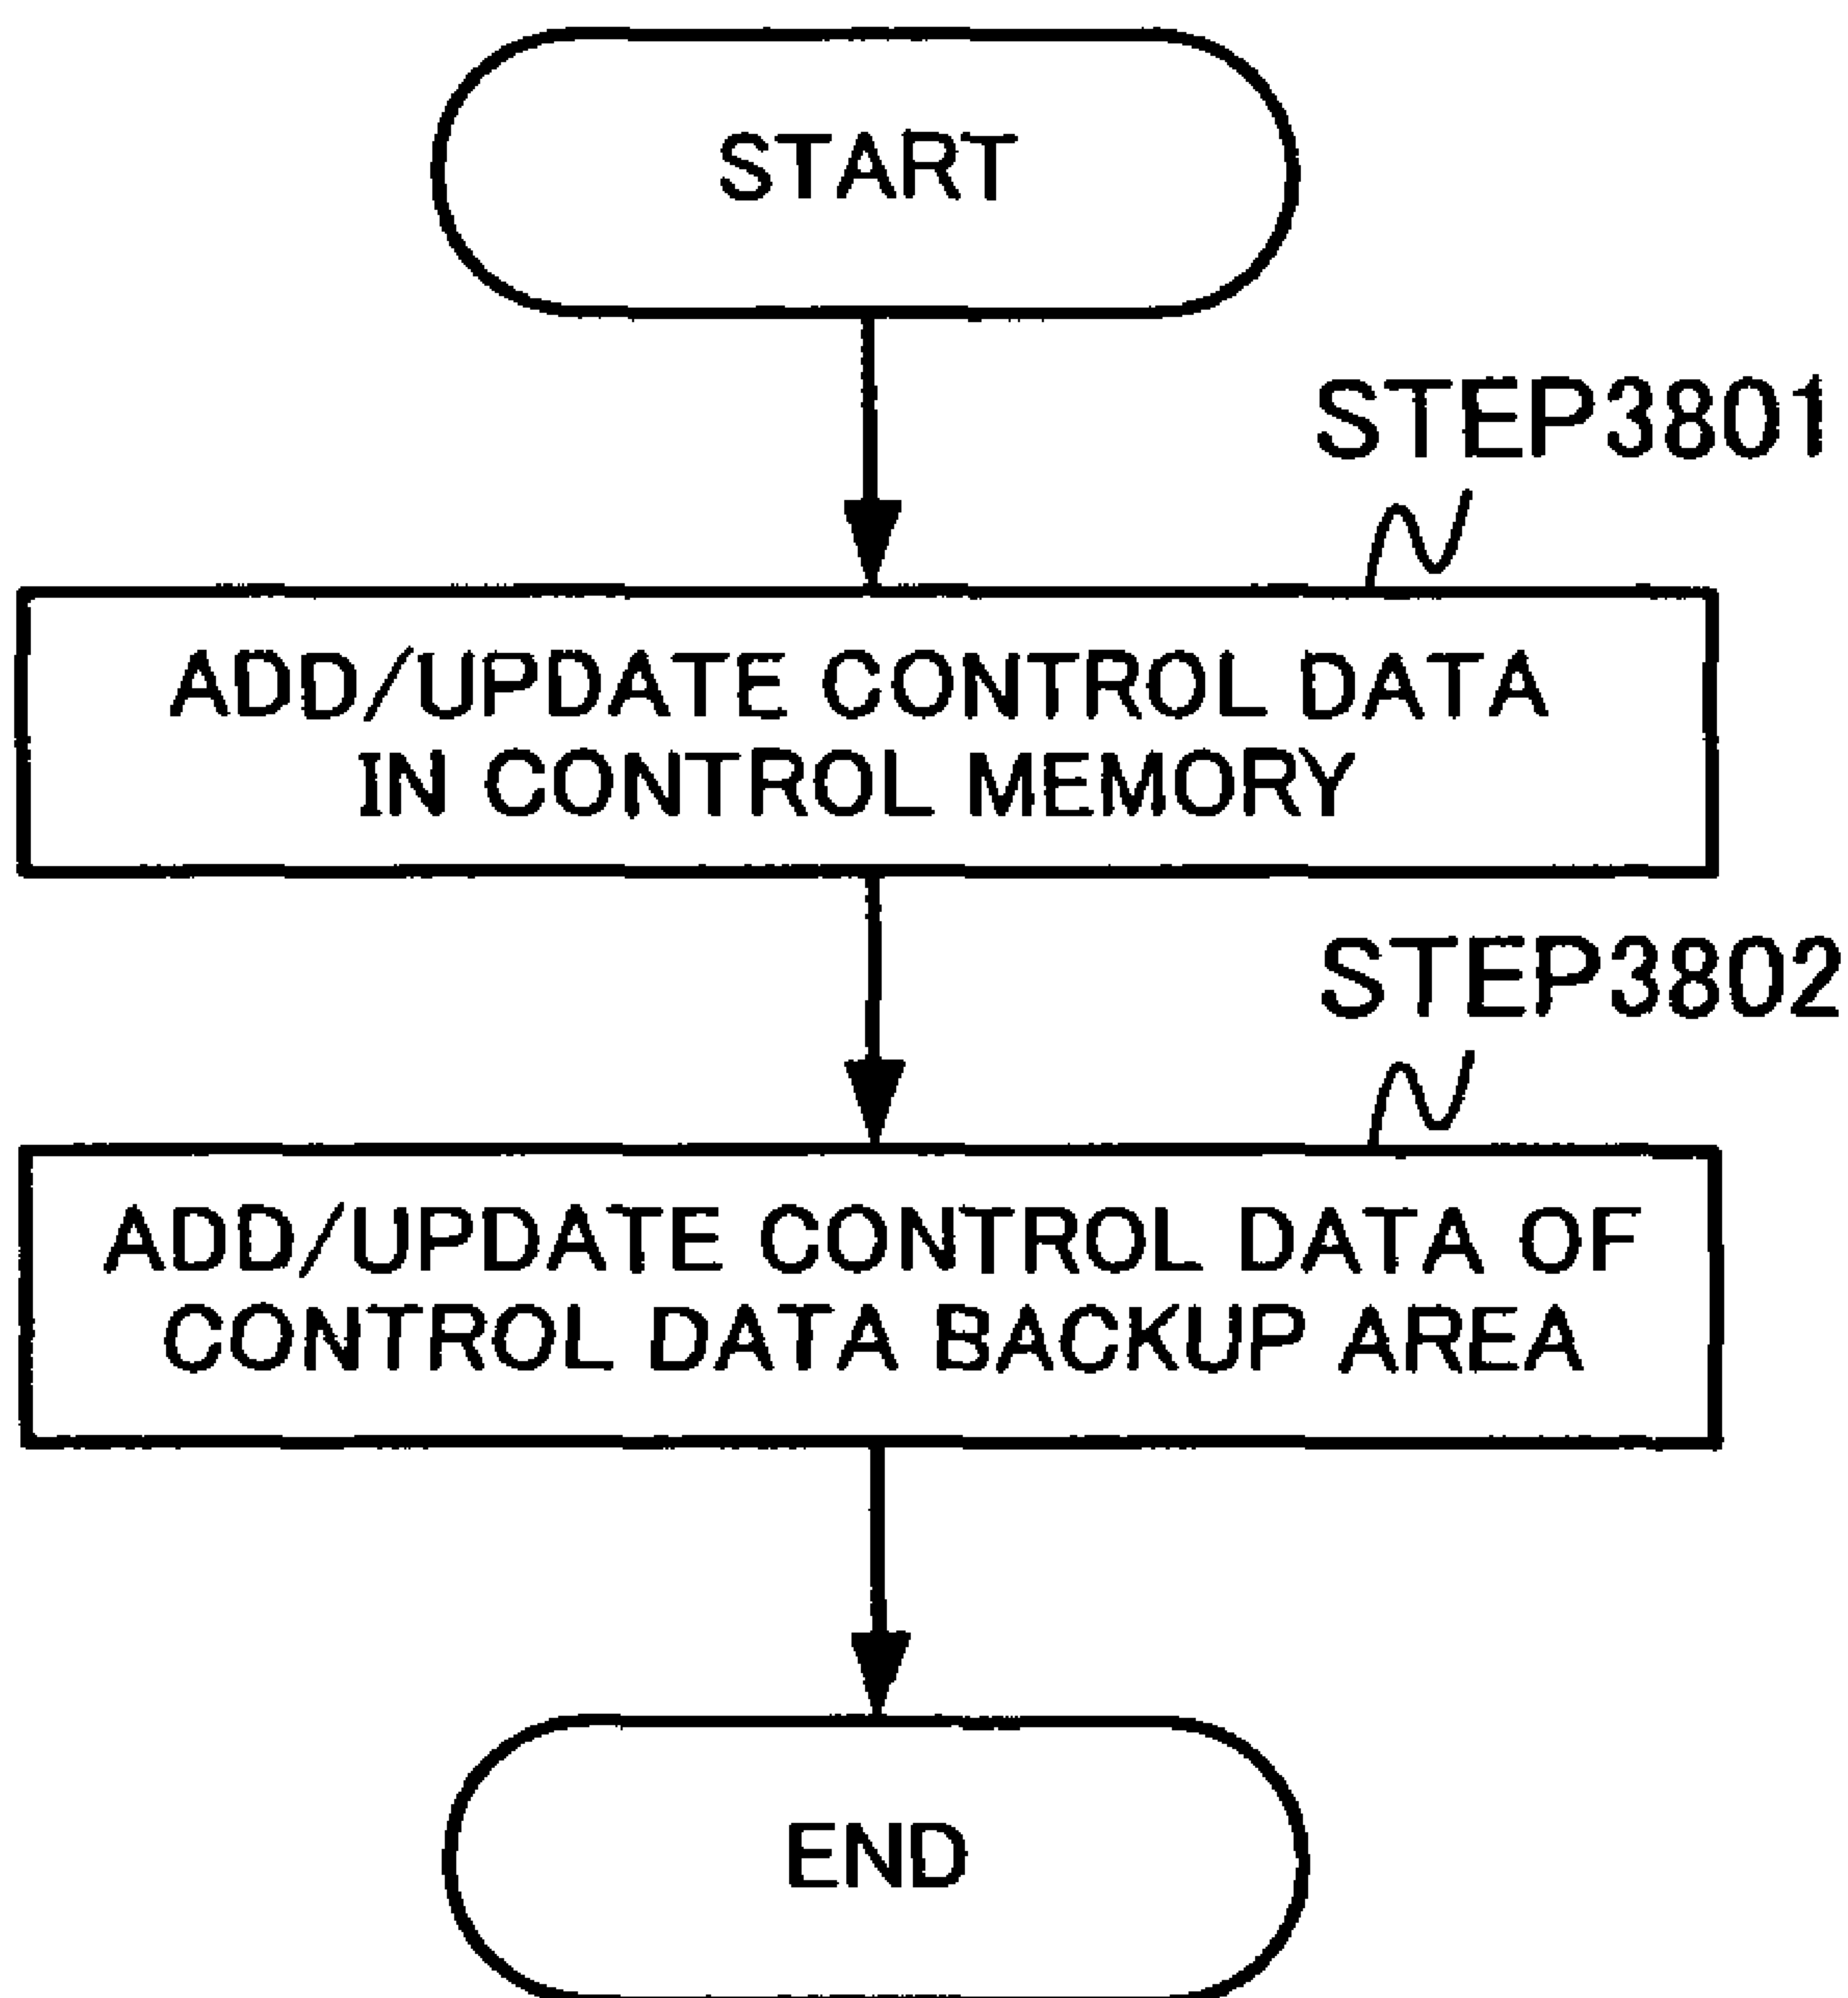 START
STEP3801
ADD/UPDATE CONTROL DATA
IN CONTROL MEMORY
STEP3802
ADD/UPDATE CONTROL DATA OF
CONTROL DATA BACKUP AREA
END